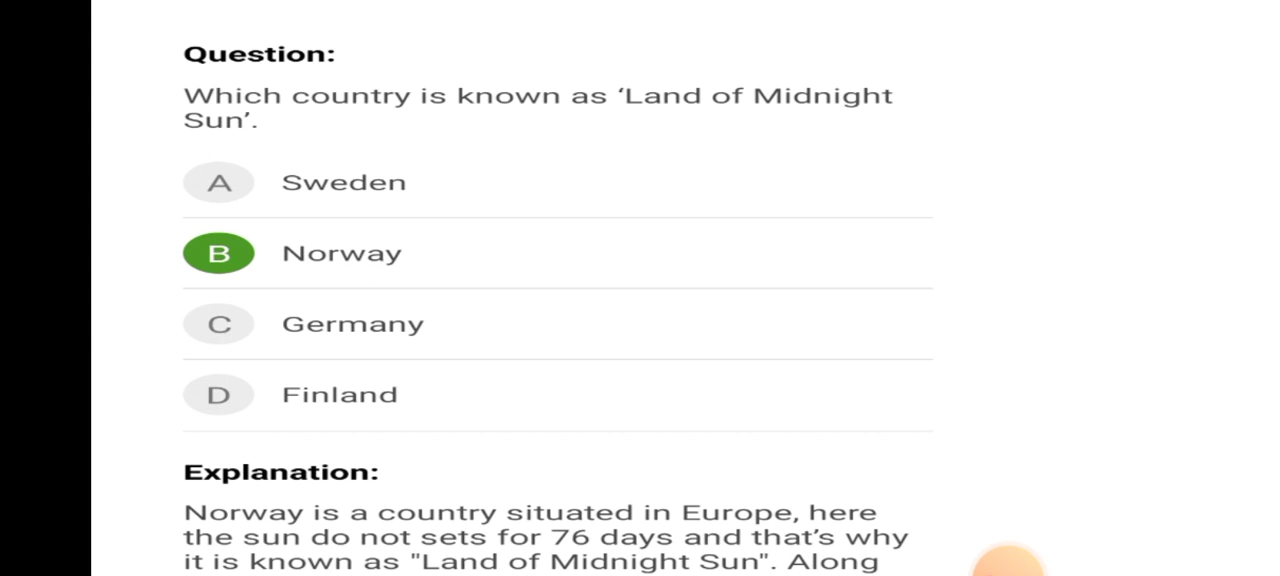 Question:
Which country is known as ‘Land of Midnight
Sun’.
A Sweden
B Norway
C Germany
D Finland
Explanation:
Norway is a country situated in Europe, here
the sun do not sets for 76 days and that’s why
it is known as "Land of Midnight Sun". Along